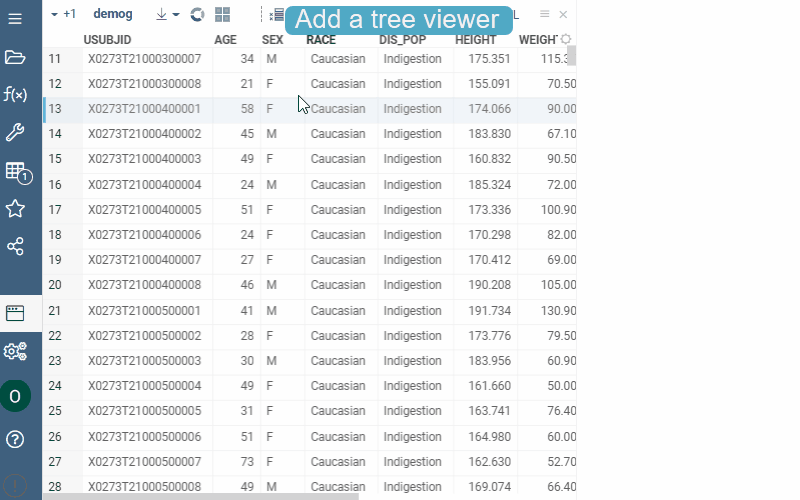 +1 demog Add a tree viewer L
USUBJID AGE SEX RACE DIS_POP HEIGHT WEIGHT
11 X0273T21000300007 34 M Caucasian Indigestion 175.351 115.3
12 X0273T21000300008 21 F Caucasian Indigestion 155.091 70.50
13 X0273T21000400001 58 F Caucasian Indigestion 174.066 90.00
14 X0273T21000400002 45 M Caucasian Indigestion 183.830 67.10
15 X0273T21000400003 49 F Caucasian Indigestion 160.832 90.50
16 X0273T21000400004 24 M Caucasian Indigestion 185.324 72.00
17 X0273T21000400005 51 F Caucasian Indigestion 173.336 100.90
18 X0273T21000400006 24 F Caucasian Indigestion 170.298 82.00
19 X0273T21000400007 27 F Caucasian Indigestion 170.412 69.00
20 X0273T21000400008 46 M Caucasian Indigestion 190.208 105.00
21 X0273T21000500001 41 M Caucasian Indigestion 191.734 130.90
22 X0273T21000500002 28 F Caucasian Indigestion 173.776 79.50
23 X0273T21000500003 30 M Caucasian Indigestion 183.956 60.90
24 X0273T21000500004 49 F Caucasian Indigestion 161.660 50.00
25 X0273T21000500005 31 F Caucasian Indigestion 163.741 76.40
26 X0273T21000500006 51 F Caucasian Indigestion 164.980 60.00
27 X0273T21000500007 73 F Caucasian Indigestion 162.630 52.70
28 X0273T21000500008 49 M Caucasian Indigestion 169.074 66.40
f(x)
1
O